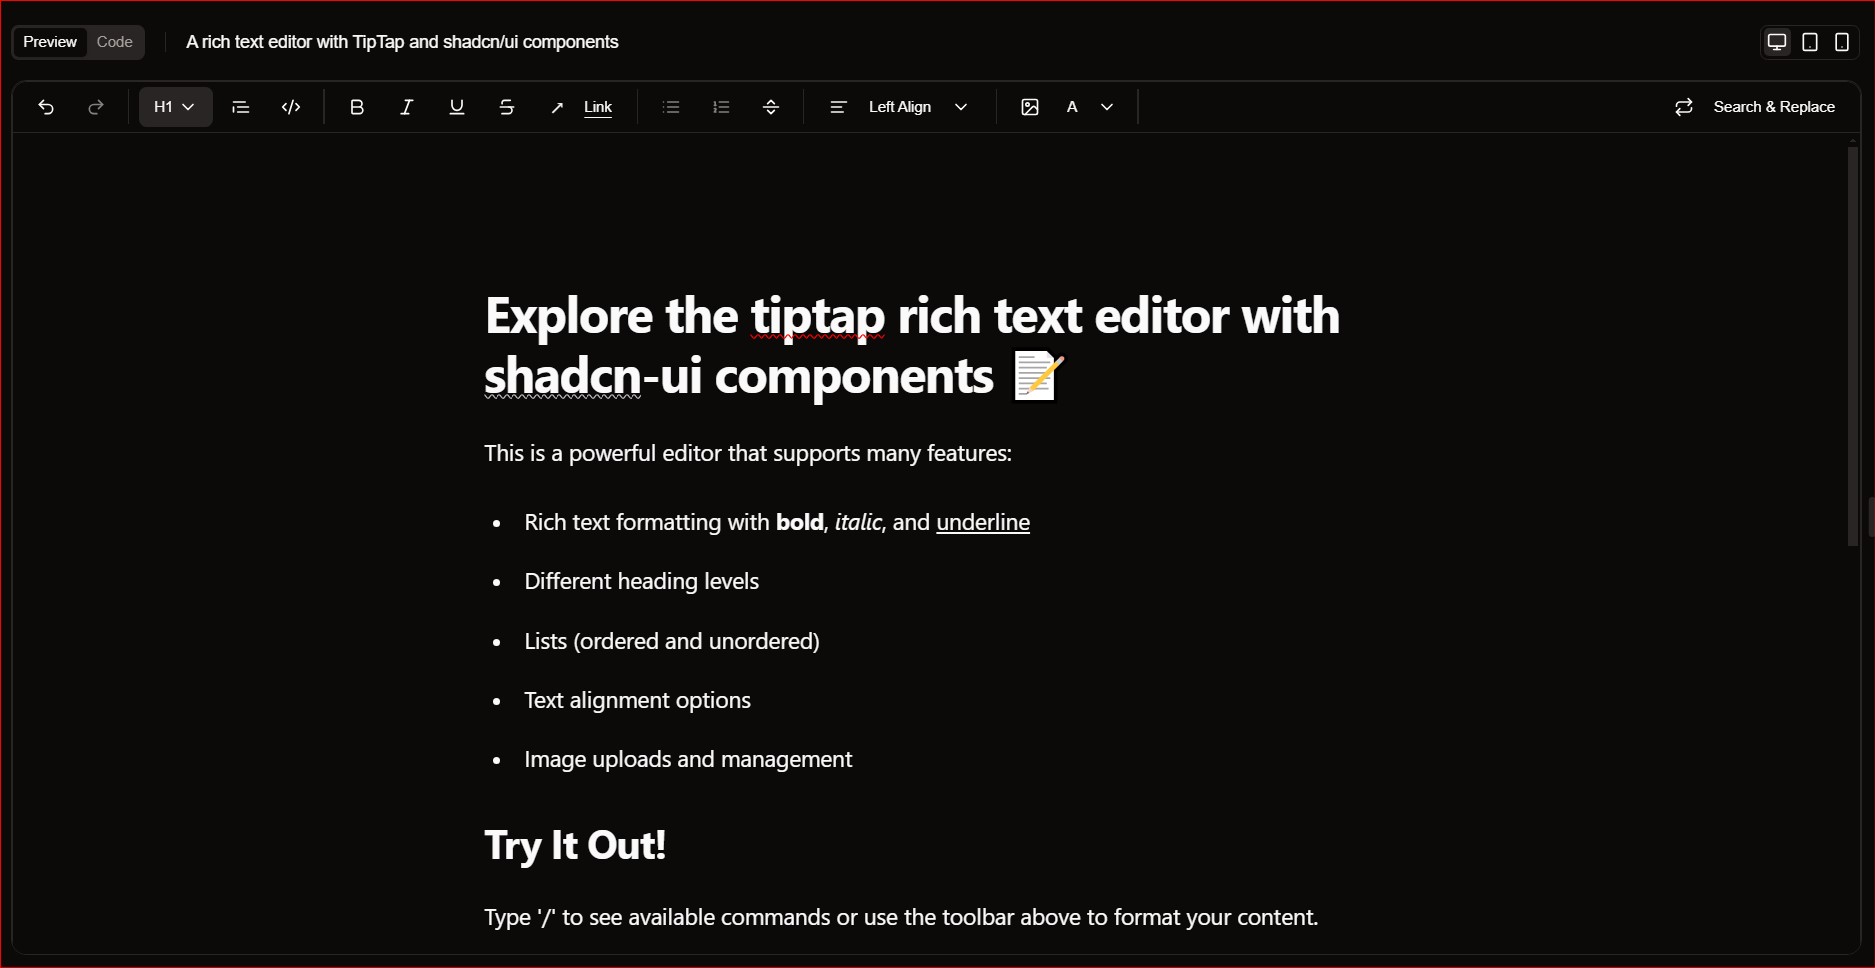 Preview Code A rich text editor with TipTap and shadcn/ui components
H1 </> B I U S Link Left Align A Search & Replace
Explore the tiptap rich text editor with
shadcn-ui components 📝
This is a powerful editor that supports many features:
• Rich text formatting with bold, italic, and underline
• Different heading levels
• Lists (ordered and unordered)
• Text alignment options
• Image uploads and management
Try It Out!
Type '/' to see available commands or use the toolbar above to format your content.